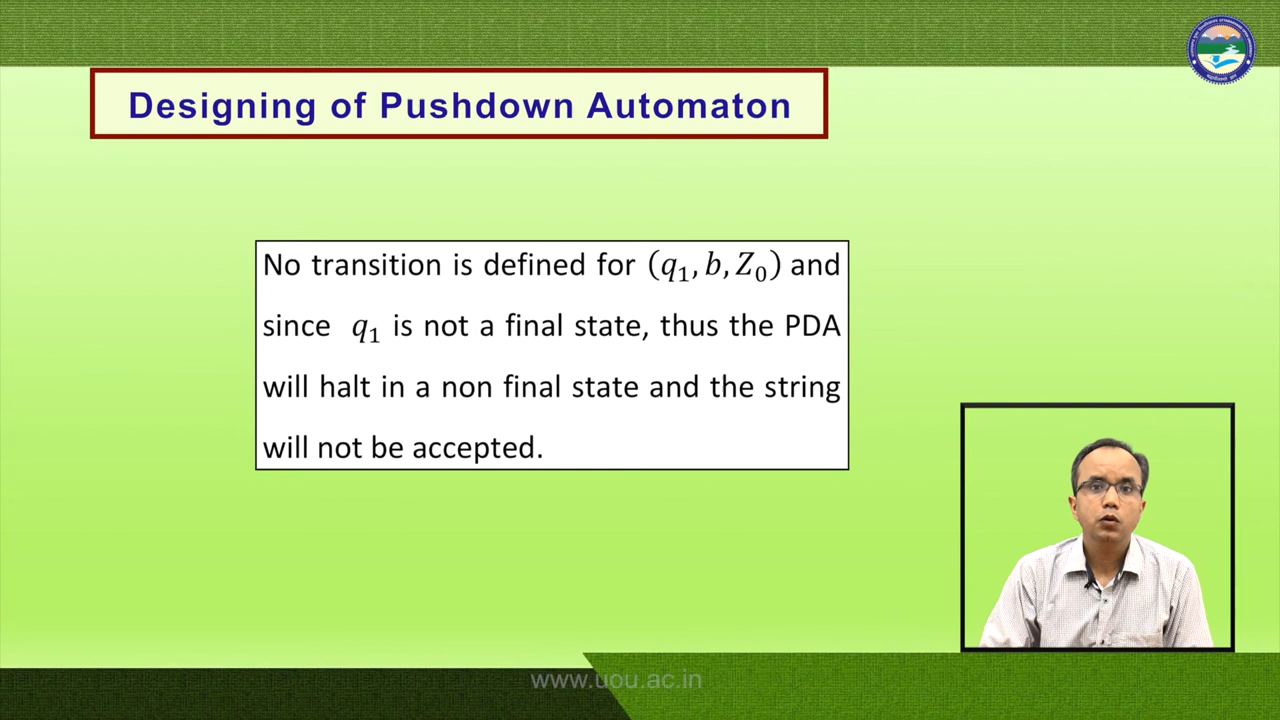 Designing of Pushdown Automaton
No transition is defined for (q₁, b, Z₀) and
since q₁ is not a final state, thus the PDA
will halt in a non final state and the string
will not be accepted.
www.uou.ac.in